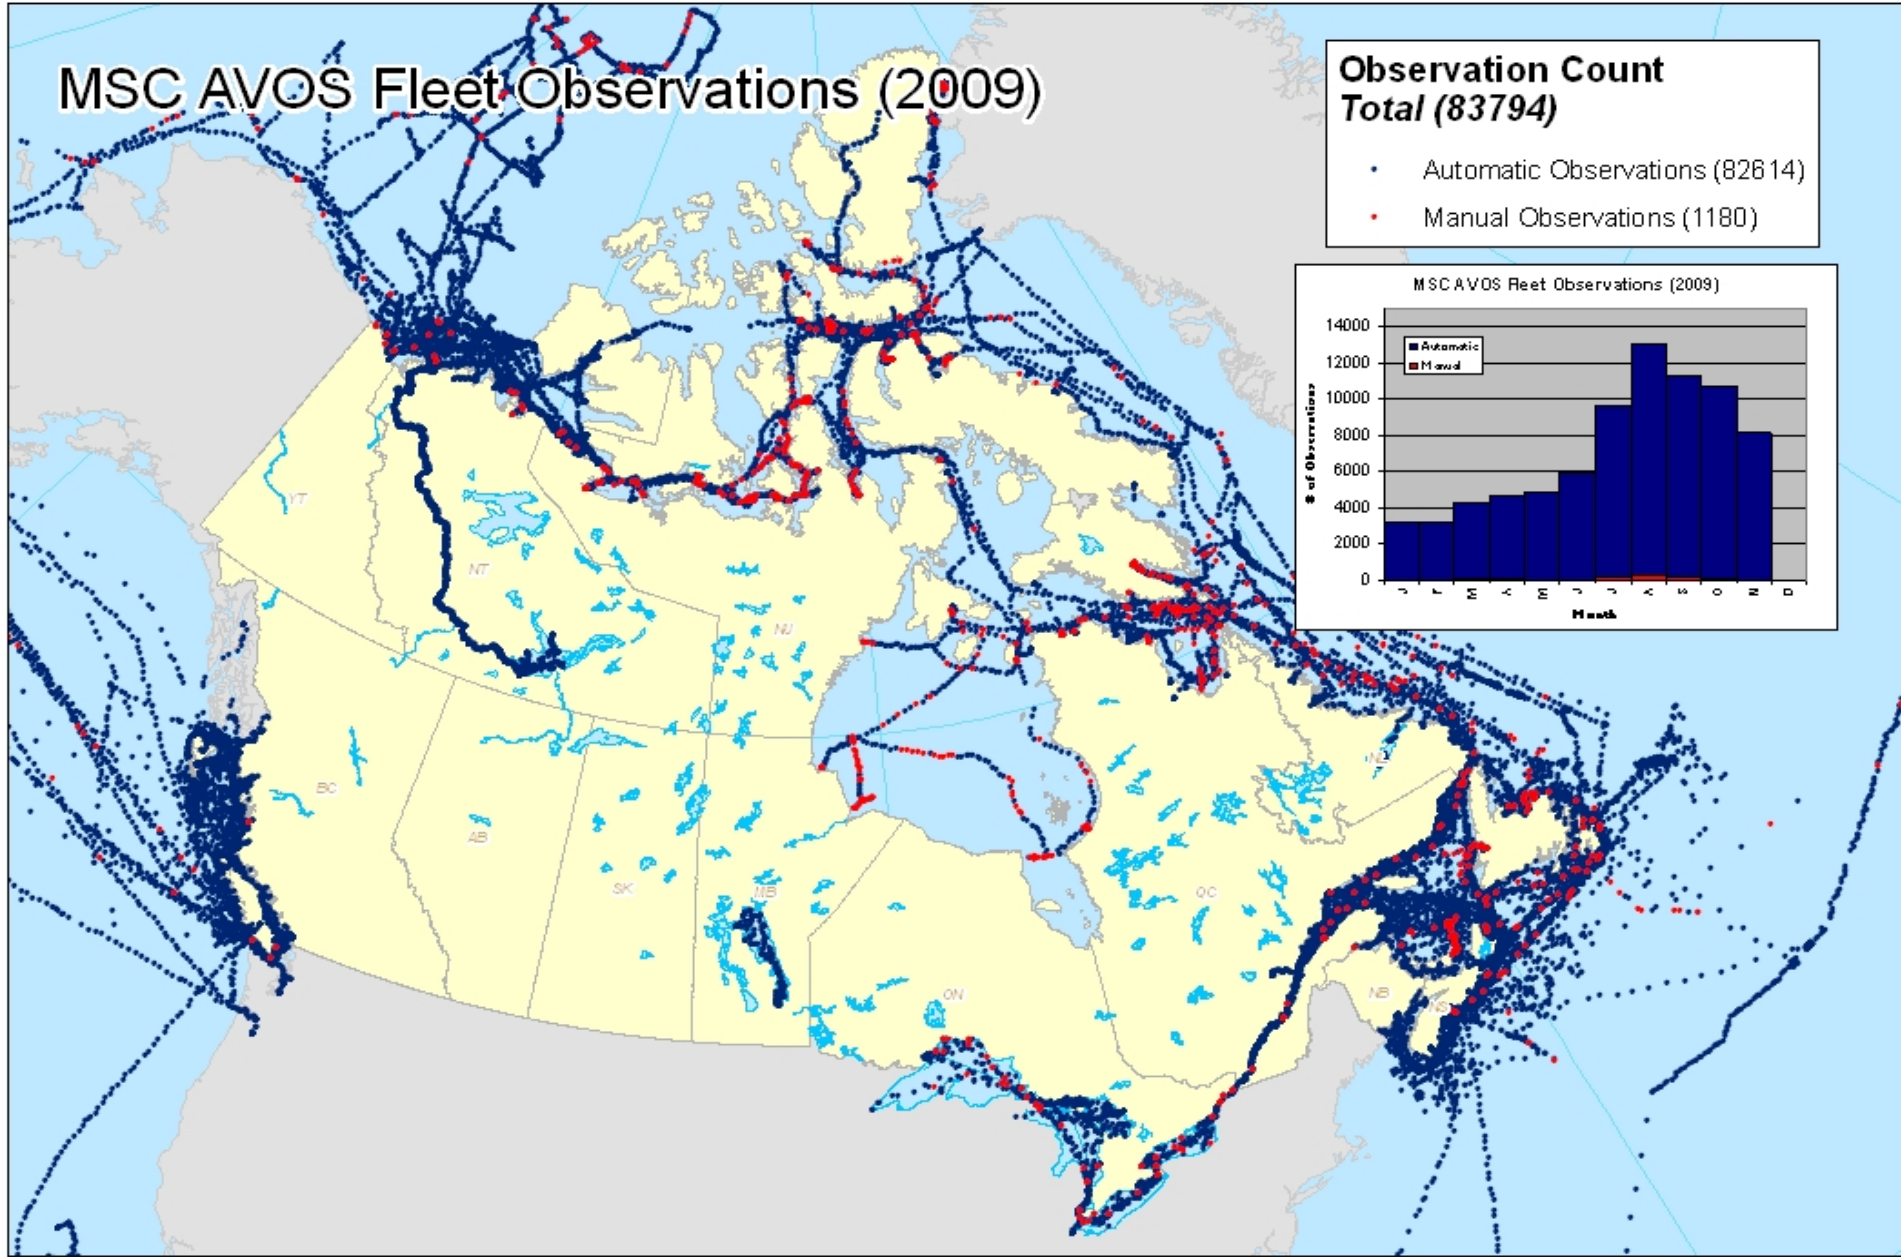 MSC AVOS Fleet Observations (2009)
Observation Count
Total (83794)
Automatic Observations (82614)
Manual Observations (1180)
MSC AVOS Fleet Observations (2009)
14000
12000
10000
8000
6000
4000
2000
0
Automatic
Manual
# of Observations
J F M A M J J A S O N D
Month
YT
NT
NU
BC
AB
SK
MB
ON
QC
NL
NB
NS